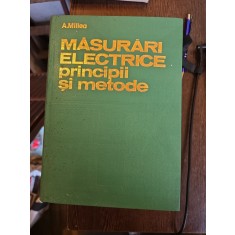 A.Millea
MĂSURĂRI
ELECTRICE
principii
și metode